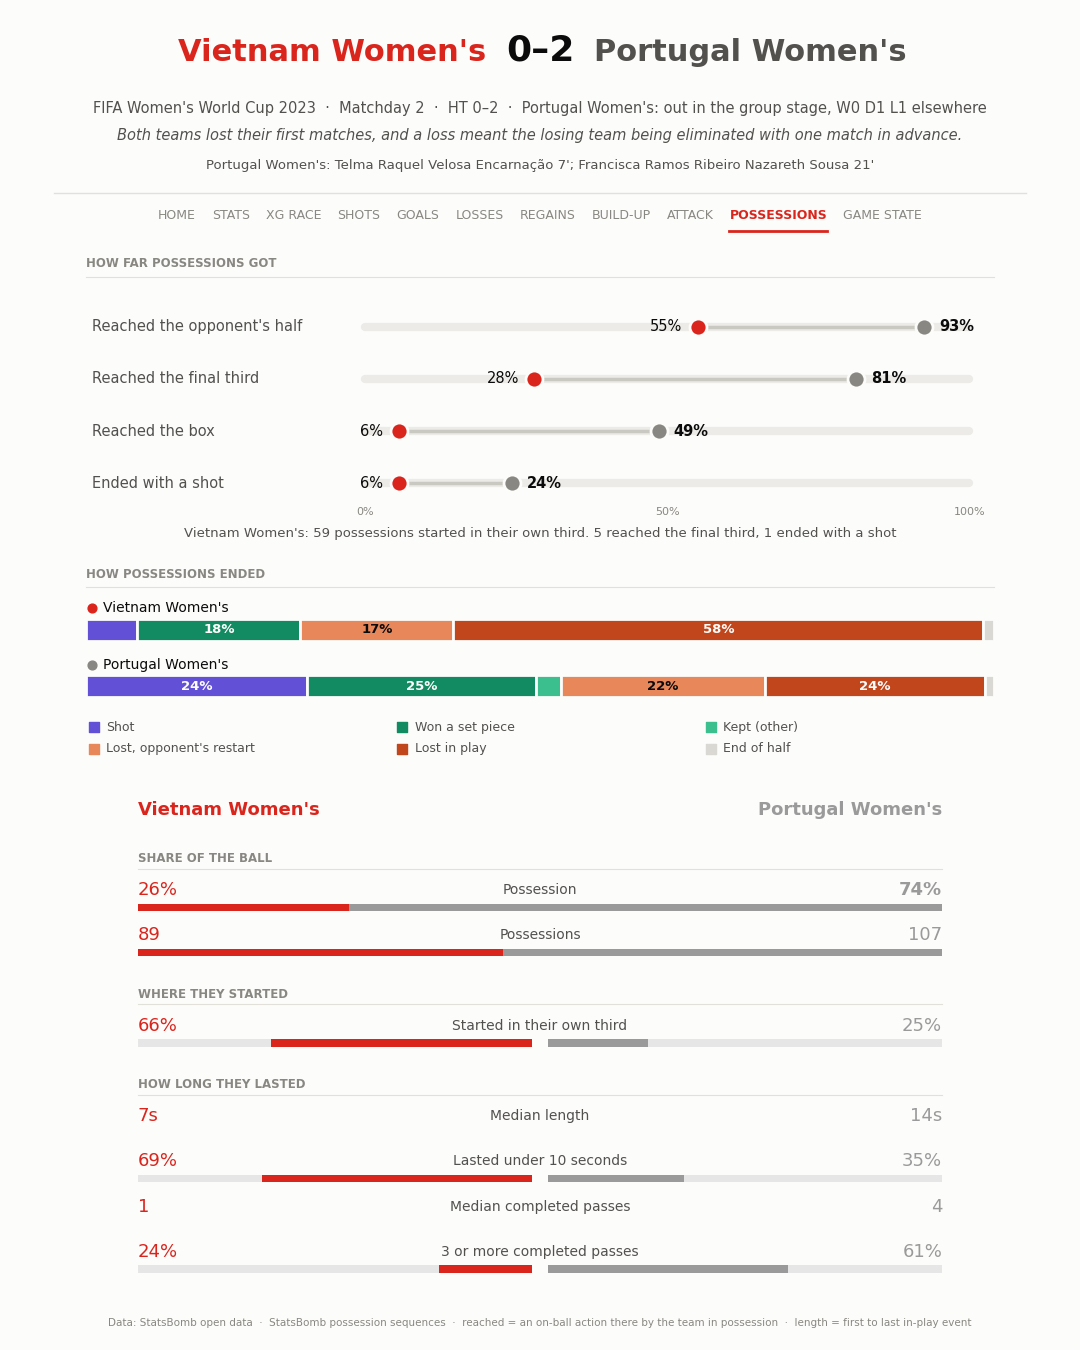 Vietnam Women's 0–2 Portugal Women's
FIFA Women's World Cup 2023 · Matchday 2 · HT 0–2 · Portugal Women's: out in the group stage, W0 D1 L1 elsewhere
Both teams lost their first matches, and a loss meant the losing team being eliminated with one match in advance.
Portugal Women's: Telma Raquel Velosa Encarnação 7'; Francisca Ramos Ribeiro Nazareth Sousa 21'
HOME STATS XG RACE SHOTS GOALS LOSSES REGAINS BUILD-UP ATTACK POSSESSIONS GAME STATE
HOW FAR POSSESSIONS GOT
Reached the opponent's half 55% 93%
Reached the final third 28% 81%
Reached the box 6% 49%
Ended with a shot 6% 24%
0% 50% 100%
Vietnam Women's: 59 possessions started in their own third. 5 reached the final third, 1 ended with a shot
HOW POSSESSIONS ENDED
Vietnam Women's
18% 17% 58%
Portugal Women's
24% 25% 22% 24%
Shot Won a set piece Kept (other)
Lost, opponent's restart Lost in play End of half
Vietnam Women's Portugal Women's
SHARE OF THE BALL
26% Possession 74%
89 Possessions 107
WHERE THEY STARTED
66% Started in their own third 25%
HOW LONG THEY LASTED
7s Median length 14s
69% Lasted under 10 seconds 35%
1 Median completed passes 4
24% 3 or more completed passes 61%
Data: StatsBomb open data · StatsBomb possession sequences · reached = an on-ball action there by the team in possession · length = first to last in-play event